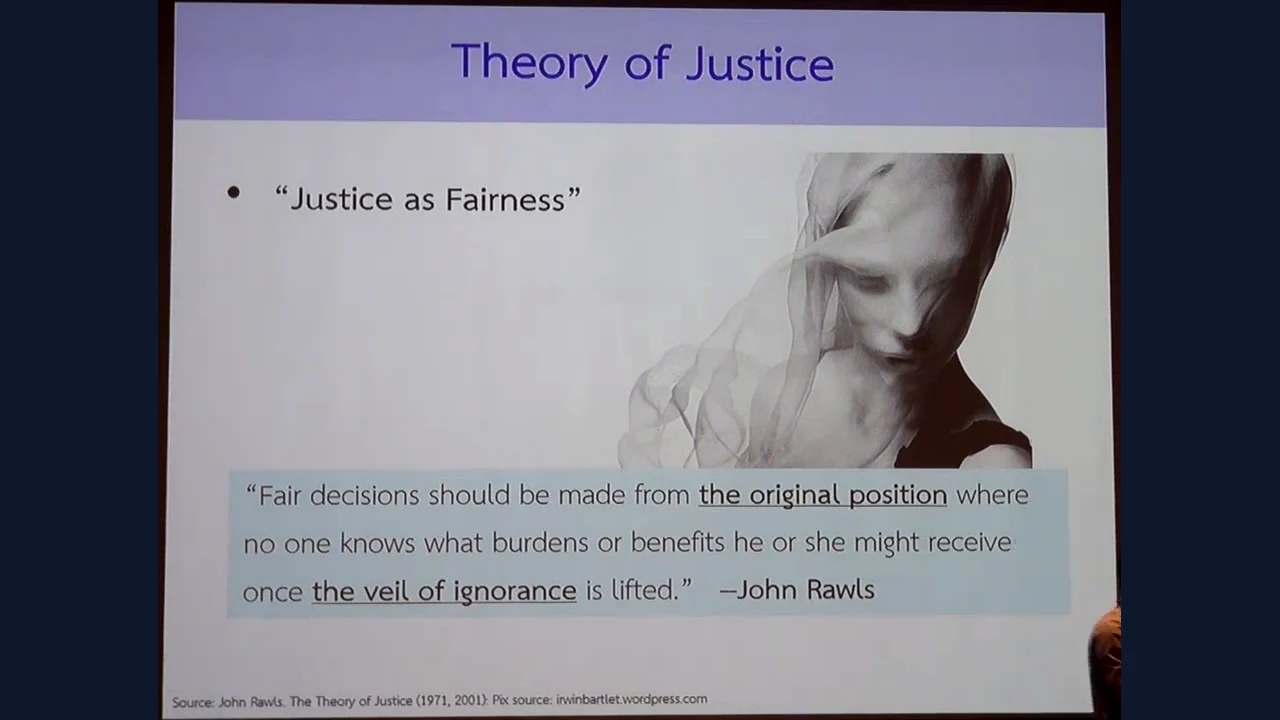 Theory of Justice
• “Justice as Fairness”
“Fair decisions should be made from the original position where
no one knows what burdens or benefits he or she might receive
once the veil of ignorance is lifted.” –John Rawls
Source: John Rawls. The Theory of Justice (1971, 2001): Pix source: irwinbartlet.wordpress.com